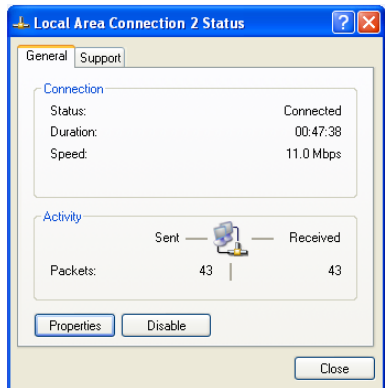 Local Area Connection 2 Status
General Support
Connection
Status: Connected
Duration: 00:47:38
Speed: 11.0 Mbps
Activity
Sent Received
Packets: 43 43
Properties Disable
Close